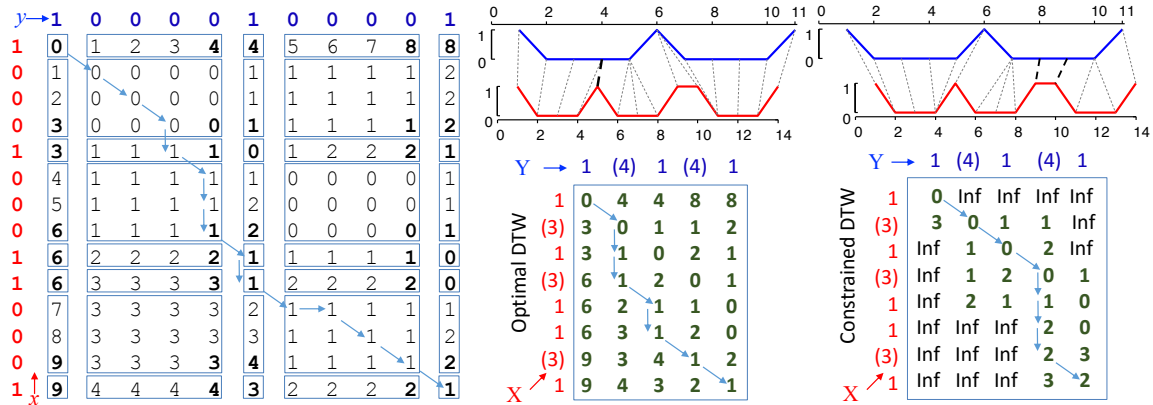 y 1 0 0 0 0 1 0 0 0 0 1
1 0 1 2 3 4 4 5 6 7 8 8
0 1 0 0 0 0 1 1 1 1 1 2
0 2 0 0 0 0 1 1 1 1 1 2
0 3 0 0 0 0 1 1 1 1 1 2
1 3 1 1 1 1 0 1 2 2 2 1
0 4 1 1 1 1 1 0 0 0 0 1
0 5 1 1 1 1 2 0 0 0 0 1
0 6 1 1 1 1 2 0 0 0 0 1
1 6 2 2 2 2 1 1 1 1 1 0
1 6 3 3 3 3 1 2 2 2 2 0
0 7 3 3 3 3 2 1 1 1 1 1
0 8 3 3 3 3 3 1 1 1 1 2
0 9 3 3 3 3 4 1 1 1 1 2
1 9 4 4 4 4 3 2 2 2 2 1
x
0 2 4 6 8 10 11
1
0
1
0
0 2 4 6 8 10 12 14
Y 1 (4) 1 (4) 1
1 0 4 4 8 8
(3) 3 0 1 1 2
1 3 1 0 2 1
(3) 6 1 2 0 1
1 6 2 1 1 0
1 6 3 1 2 0
(3) 9 3 4 1 2
1 9 4 3 2 1
X
Optimal DTW
0 2 4 6 8 10 11
1
0
1
0
0 2 4 6 8 10 13 14
Y 1 (4) 1 (4) 1
1 0 Inf Inf Inf Inf
(3) 3 0 1 1 Inf
1 Inf 1 0 2 Inf
(3) Inf 1 2 0 1
1 Inf 2 1 1 0
1 Inf Inf Inf 2 0
(3) Inf Inf Inf 2 3
1 Inf Inf Inf 3 2
X
Constrained DTW